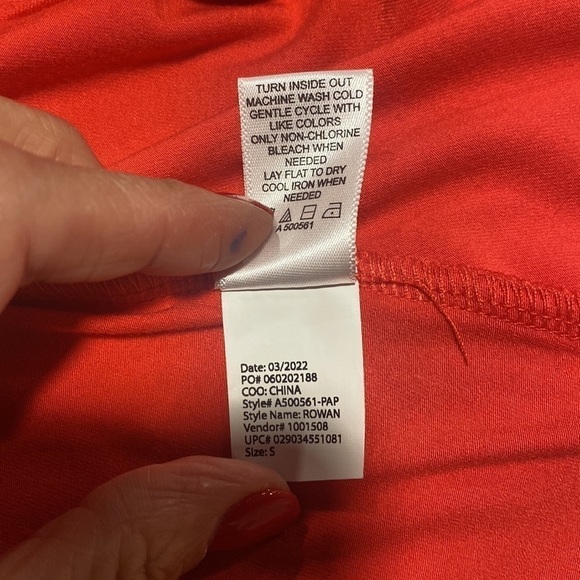 TURN INSIDE OUT
MACHINE WASH COLD
GENTLE CYCLE WITH
LIKE COLORS
ONLY NON-CHLORINE
BLEACH WHEN
NEEDED
LAY FLAT TO DRY
COOL IRON WHEN
NEEDED
A500561
Date: 03/2022
PO# 060202188
COO: CHINA
Style# A500561-PAP
Style Name: ROWAN
Vendor# 1001508
UPC# 029034551081
Size: S